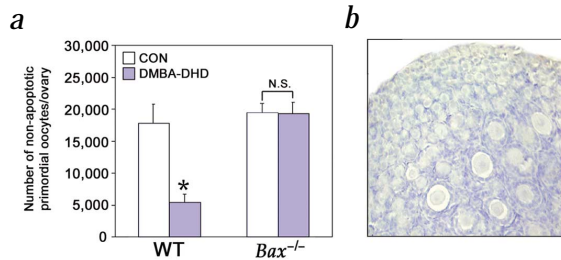 a
b
30,000
25,000
20,000
15,000
10,000
5,000
0
Number of non-apoptotic
primordial oocytes/ovary
CON
DMBA-DHD
*
N.S.
WT
Bax–/–